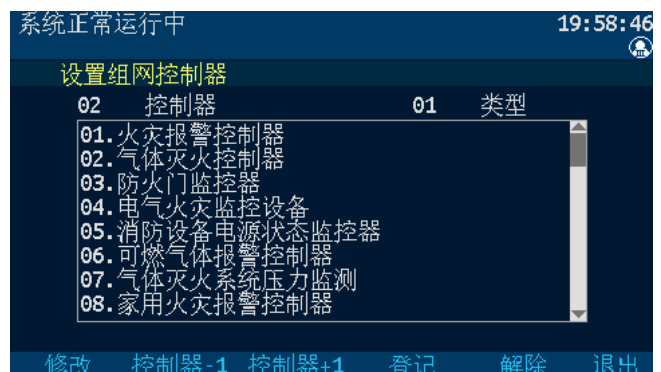 系统正常运行中 19:58:46
设置组网控制器
02 控制器 01 类型
01.火灾报警控制器
02.气体灭火控制器
03.防火门监控器
04.电气火灾监控设备
05.消防设备电源状态监控器
06.可燃气体报警控制器
07.气体灭火系统压力监测
08.家用火灾报警控制器
修改 控制器-1 控制器+1 登记 解除 退出